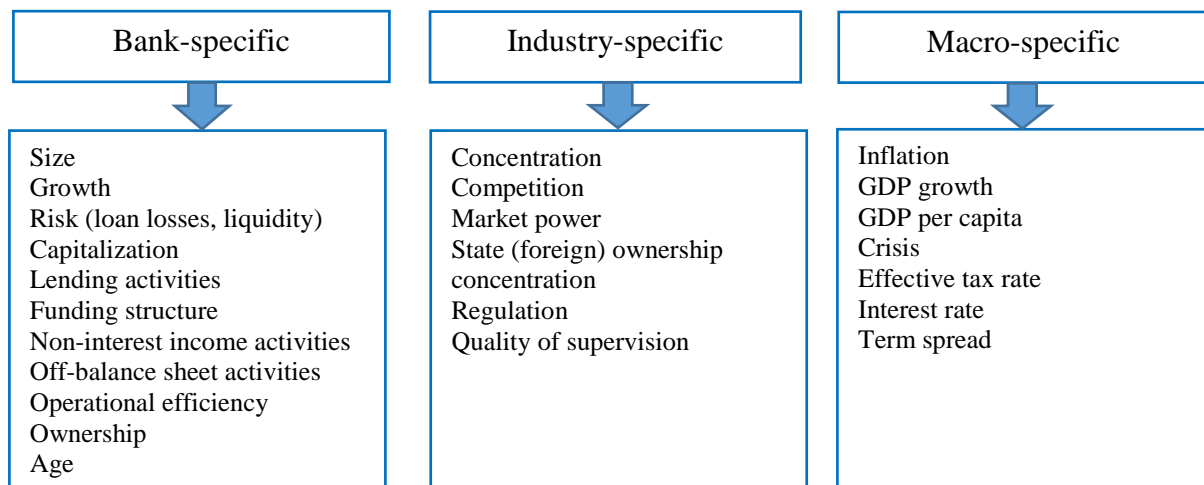 Bank-specific
Size
Growth
Risk (loan losses, liquidity)
Capitalization
Lending activities
Funding structure
Non-interest income activities
Off-balance sheet activities
Operational efficiency
Ownership
Age
Industry-specific
Concentration
Competition
Market power
State (foreign) ownership
concentration
Regulation
Quality of supervision
Macro-specific
Inflation
GDP growth
GDP per capita
Crisis
Effective tax rate
Interest rate
Term spread